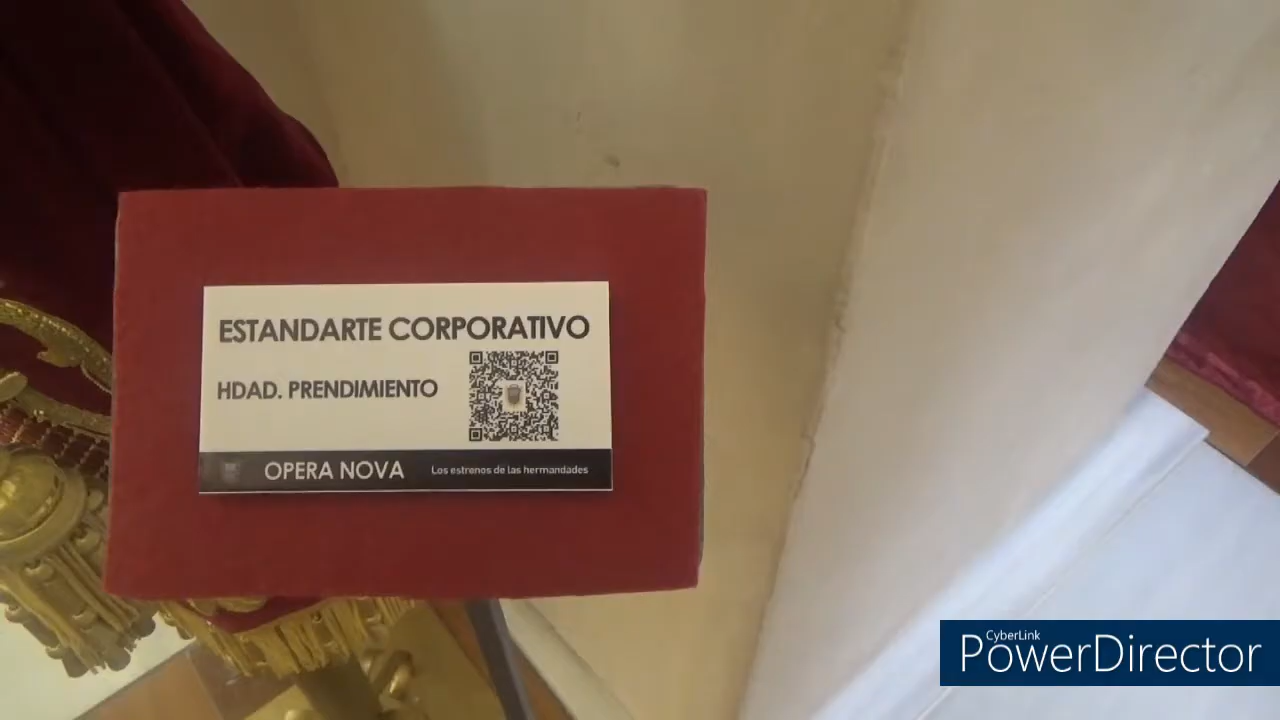 ESTANDARTE CORPORATIVO
HDAD. PRENDIMIENTO
OPERA NOVA
Los estrenos de las hermandades
CyberLink
PowerDirector